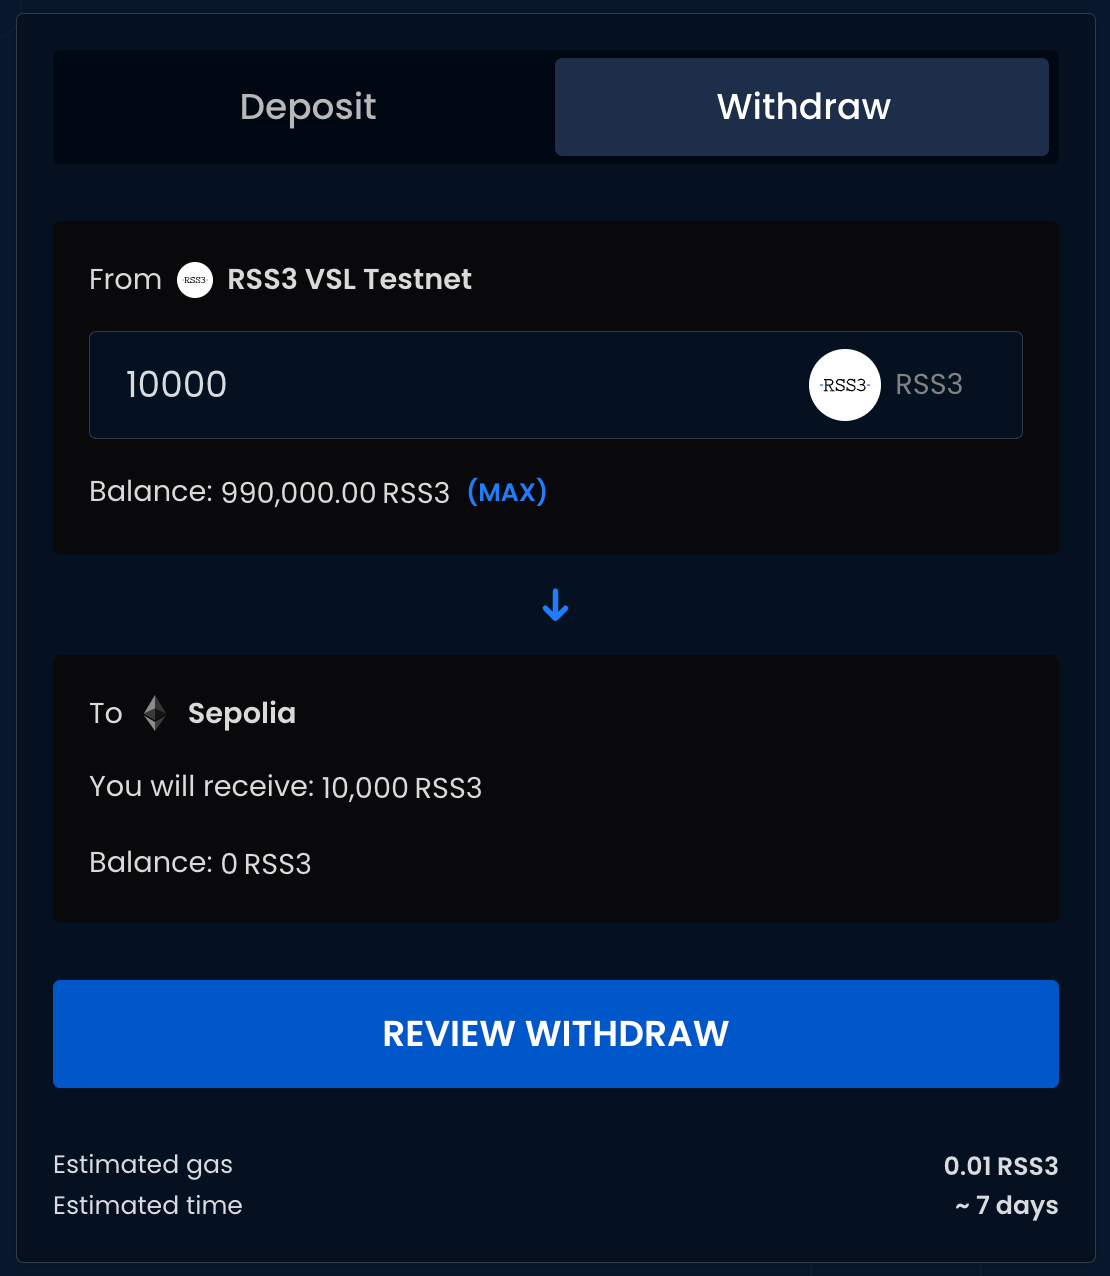 Deposit
Withdraw
From RSS3 RSS3 VSL Testnet
10000 RSS3 RSS3
Balance: 990,000.00 RSS3 (MAX)
To Sepolia
You will receive: 10,000 RSS3
Balance: 0 RSS3
REVIEW WITHDRAW
Estimated gas 0.01 RSS3
Estimated time ~ 7 days